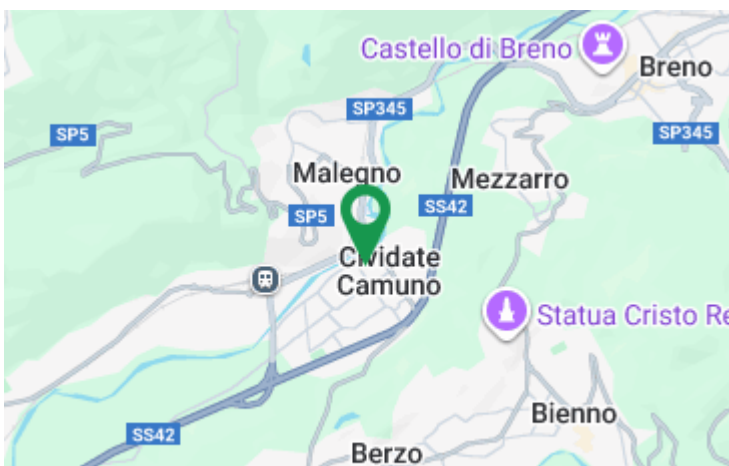 Castello di Breno
Breno
SP345
SP5
SP345
Malegno
Mezzarro
SP5
SS42
Cividate
Camuno
Statua Cristo Re
Bienno
SS42
Berzo